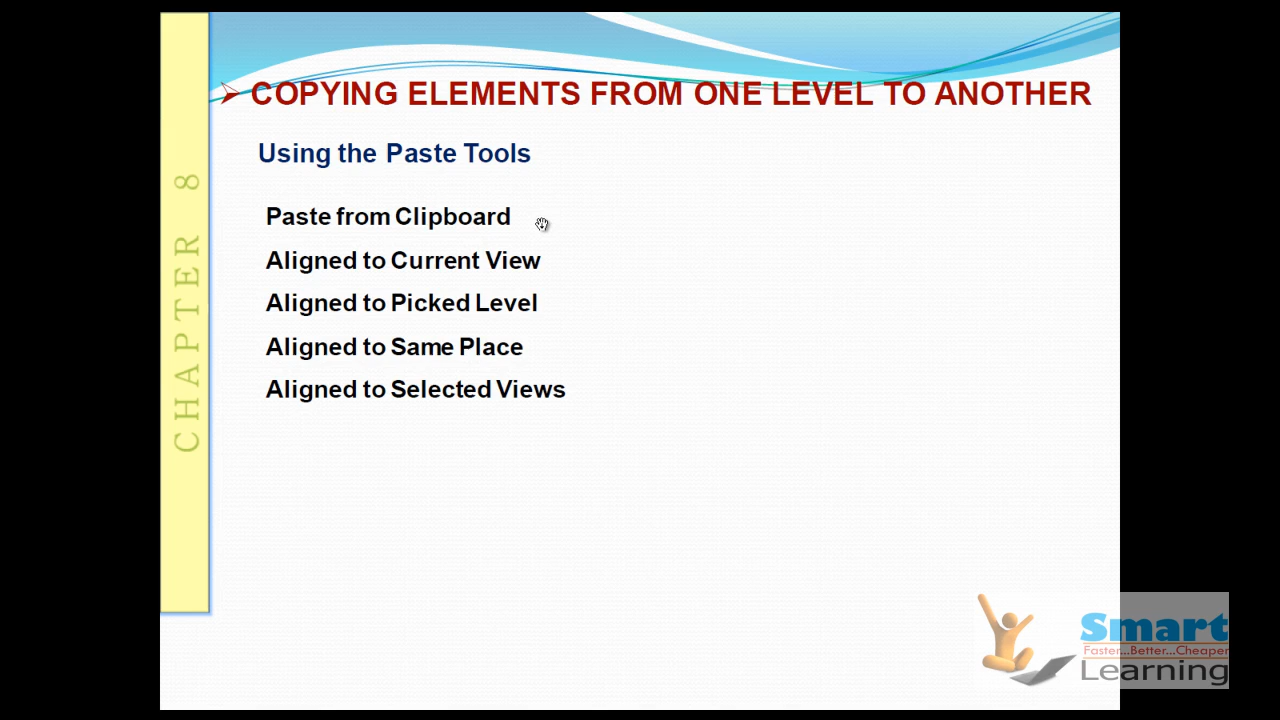 COPYING ELEMENTS FROM ONE LEVEL TO ANOTHER
Using the Paste Tools
Paste from Clipboard
Aligned to Current View
Aligned to Picked Level
Aligned to Same Place
Aligned to Selected Views
CHAPTER 8
Smart
Faster...Better...Cheaper
Learning